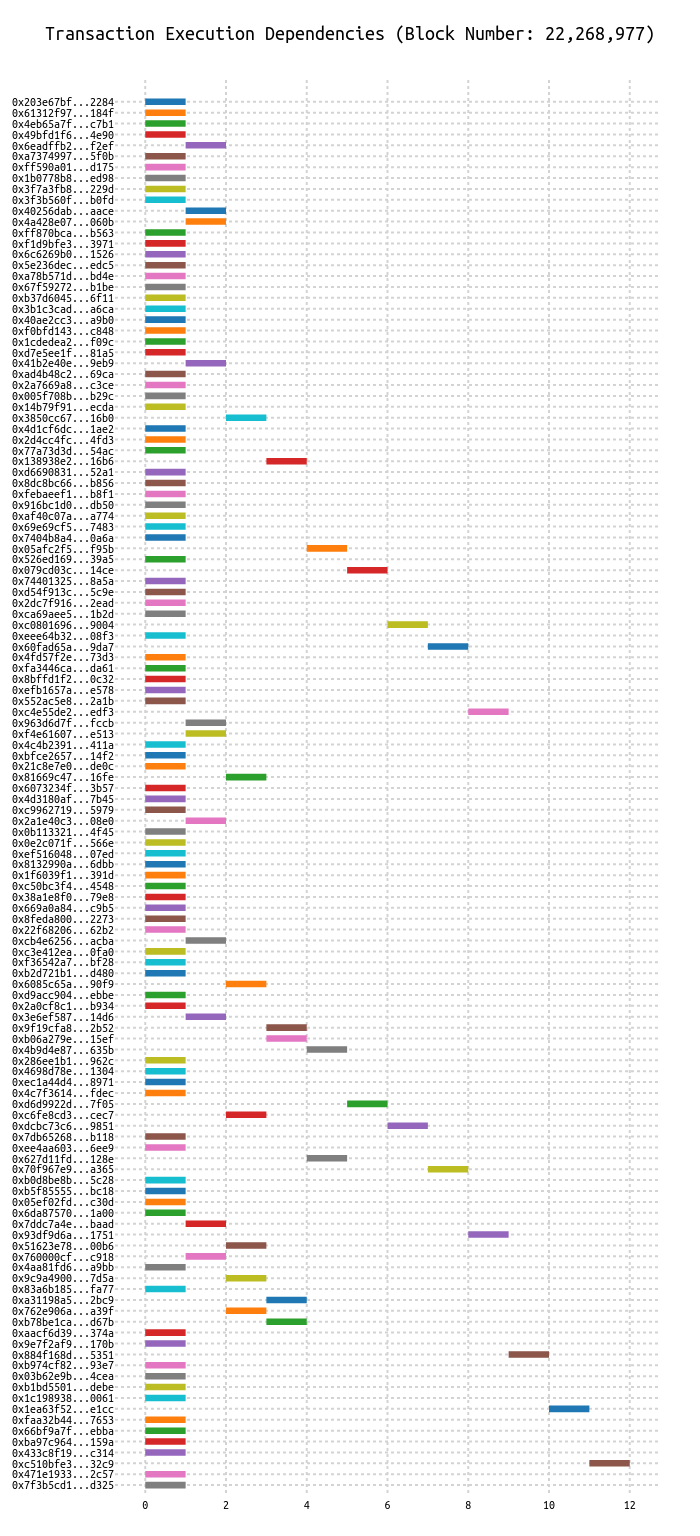 Transaction Execution Dependencies (Block Number: 22,268,977)
0x203e67bf...2284
0x61312f97...184f
0x4eb65a7f...c7b1
0x49bfd1f6...4e90
0x6eadffb2...f2ef
0xa7374997...5f0b
0xff590a01...d175
0x1b0778b8...ed98
0x3f7a3fb8...229d
0x3f3b560f...b0fd
0x40256dab...aace
0x4a428e07...060b
0xff870bca...b563
0xf1d9bfe3...3971
0x6c6269b0...1526
0x5e236dec...edc5
0xa78b571d...bd4e
0x67f59272...b1be
0xb37d6045...6f11
0x3b1c3cad...a6ca
0x40ae2cc3...a9b0
0xf0bfd143...c848
0x1cdedea2...f09c
0xd7e5ee1f...81a5
0x41b2e40e...9eb9
0xad4b48c2...69ca
0x2a7669a8...c3ce
0x005f708b...b29c
0x14b79f91...ecda
0x3850cc67...16b0
0x4d1cf6dc...1ae2
0x2d4cc4fc...4fd3
0x77a73d3d...54ac
0x138938e2...16b6
0xd6690831...52a1
0x8dc8bc66...b856
0xfebaeef1...b8f1
0x916bc1d0...db50
0xaf40c07a...a774
0x69e69cf5...7483
0x7404b8a4...0a6a
0x05afc2f5...f95b
0x526ed169...39a5
0x079cd03c...14ce
0x74401325...8a5a
0xd54f913c...5c9e
0x2dc7f916...2ead
0xca69aee5...1b2d
0xc0801696...9004
0xeee64b32...08f3
0x60fad65a...9da7
0x4fd57f2e...73d3
0xfa3446ca...da61
0x8bffd1f2...0c32
0xefb1657a...e578
0x552ac5e8...2a1b
0xc4e55de2...edf3
0x963d6d7f...fccb
0xf4e61607...e513
0x4c4b2391...411a
0xbfce2657...14f2
0x21c8e7e0...de0c
0x81669c47...16fe
0x6073234f...3b57
0x4d3180af...7b45
0xc9962719...5979
0x2a1e40c3...08e0
0x0b113321...4f45
0x0e2c071f...566e
0xef516048...07ed
0x8132990a...6dbb
0x1f6039f1...391d
0xc50bc3f4...4548
0x38a1e8f0...79e8
0x669a0a84...c9b5
0x8feda800...2273
0x22f68206...62b2
0xcb4e6256...acba
0xc3e412ea...0fa0
0xf36542a7...bf28
0xb2d721b1...d480
0x6085c65a...90f9
0xd9acc904...ebbe
0x2a0cf8c1...b934
0x3e6ef587...14d6
0x9f19cfa8...2b52
0xb06a279e...15ef
0x4b9d4e87...635b
0x286ee1b1...962c
0x4698d78e...1304
0xec1a44d4...8971
0x4c7f3614...fdec
0xd6d9922d...7f05
0xc6fe8cd3...cec7
0xdcbc73c6...9851
0x7db65268...b118
0xee4aa603...6ee9
0x627d11fd...128e
0x70f967e9...a365
0xb0d8be8b...5c28
0xb5f85555...bc18
0x05ef02fd...c30d
0x6da87570...1a00
0x7ddc7a4e...baad
0x93df9d6a...1751
0x51623e78...00b6
0x760000cf...c918
0x4aa81fd6...a9bb
0x9c9a4900...7d5a
0x83a6b185...fa77
0xa31198a5...2bc9
0x762e906a...a39f
0xb78be1ca...d67b
0xaacf6d39...374a
0x9e7f2af9...170b
0x884f168d...5351
0xb974cf82...93e7
0x03b62e9b...4cea
0xb1bd5501...debe
0x1c198938...0061
0x1ea63f52...e1cc
0xfaa32b44...7653
0x66bf9a7f...ebba
0xba97c964...159a
0x433c8f19...c314
0xc510bfe3...32c9
0x471e1933...2c57
0x7f3b5cd1...d325
0 2 4 6 8 10 12